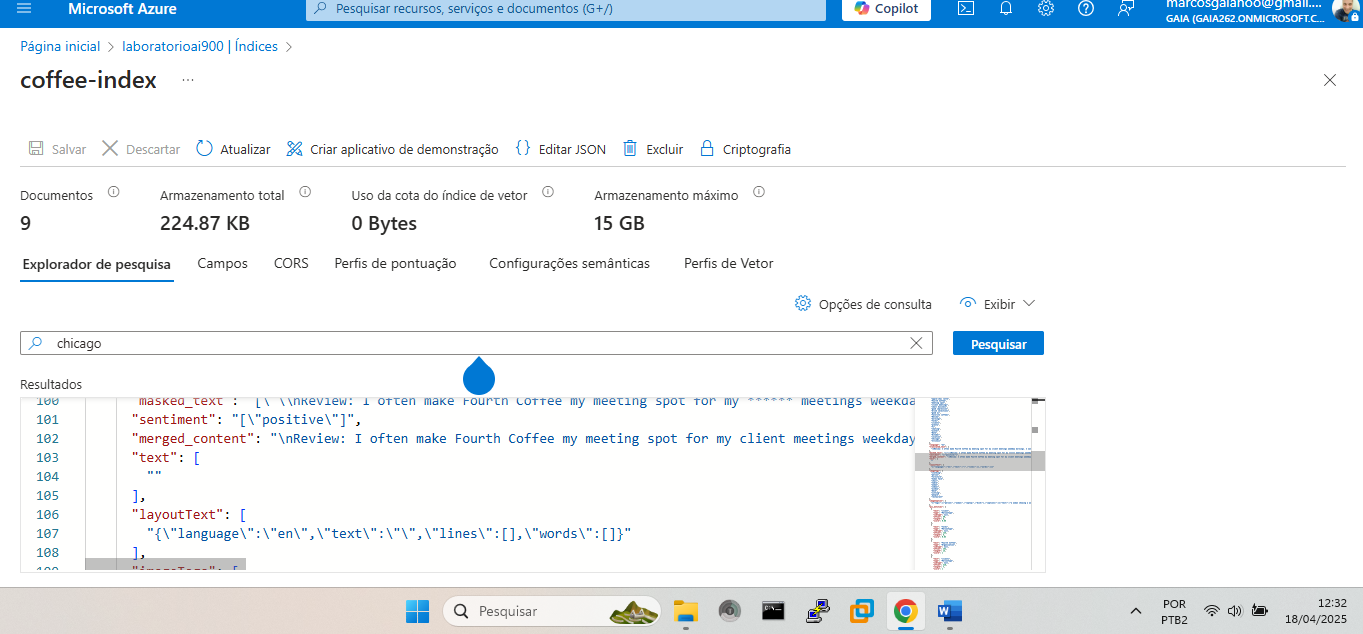 Microsoft Azure
Pesquisar recursos, serviços e documentos (G+/)
Copilot
marcosgaianoo@gmail....
GAIA (GAIA262.ONMICROSOFT.C...
Página inicial > laboratorioai900 | Índices >
coffee-index ...
Salvar Descartar Atualizar Criar aplicativo de demonstração {} Editar JSON Excluir Criptografia
Documentos Armazenamento total Uso da cota do índice de vetor Armazenamento máximo
9 224.87 KB 0 Bytes 15 GB
Explorador de pesquisa Campos CORS Perfis de pontuação Configurações semânticas Perfis de Vetor
Opções de consulta Exibir
chicago
Pesquisar
Resultados
100 "masked_text": "[\"\\nReview: I often make Fourth Coffee my meeting spot for my ****** meetings weekda
101 "sentiment": "[\"positive\"]",
102 "merged_content": "\nReview: I often make Fourth Coffee my meeting spot for my client meetings weekday
103 "text": [
104 ""
105 ],
106 "layoutText": [
107 "{\"language\":\"en\",\"text\":\"\",\"lines\":[],\"words\":[]}"
108 ],
109 "imageTags": [
Pesquisar
POR
PTB2
12:32
18/04/2025